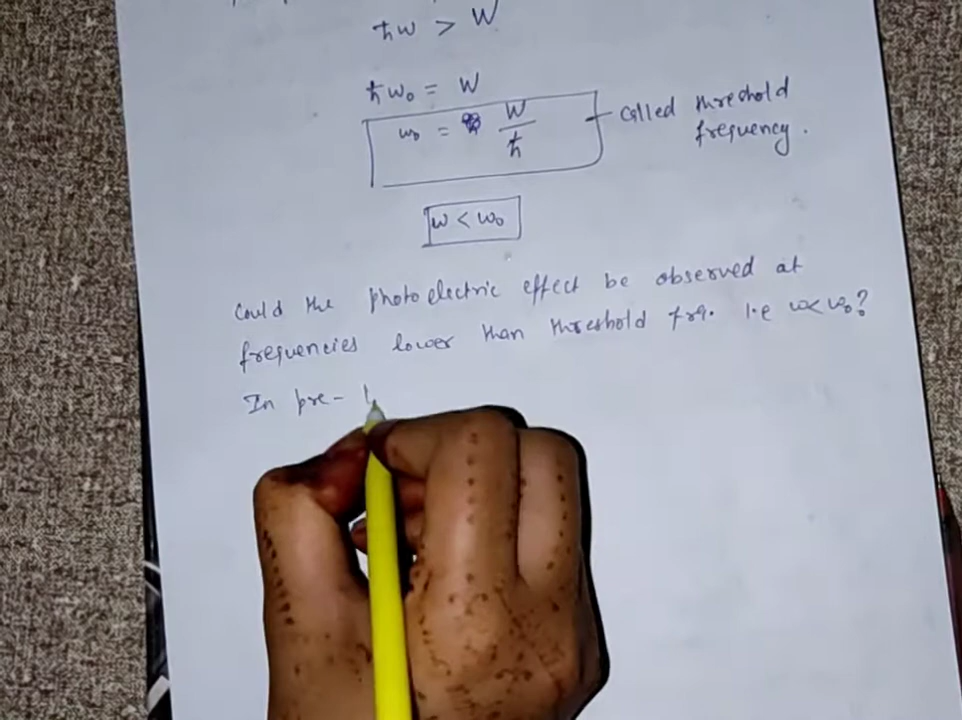 ħω > W
ħω₀ = W
ω₀ = W/ħ called threshold frequency.
ω < ω₀
Could the photoelectric effect be observed at
frequencies lower than threshold frq. i.e ω<ω₀?
In pre-